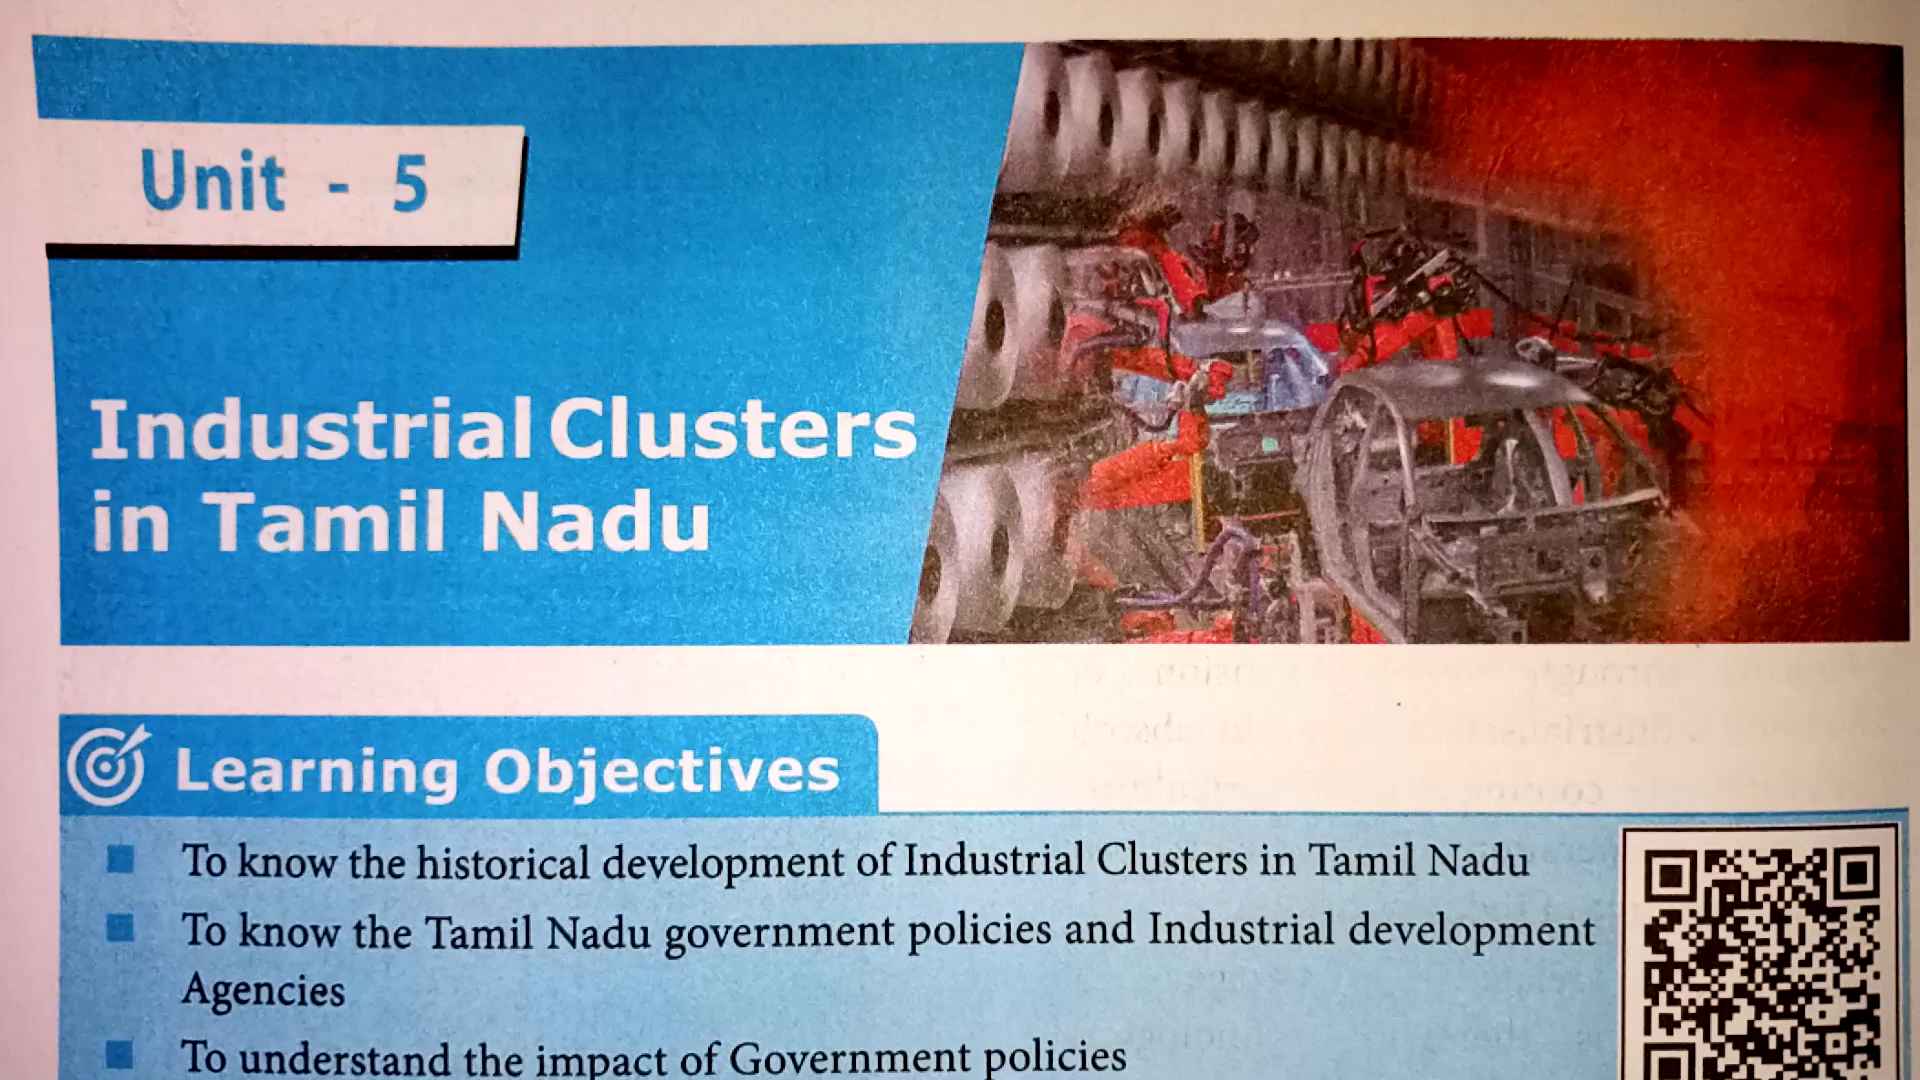 Unit - 5
Industrial Clusters
in Tamil Nadu
Learning Objectives
To know the historical development of Industrial Clusters in Tamil Nadu
To know the Tamil Nadu government policies and Industrial development
Agencies
To understand the impact of Government policies